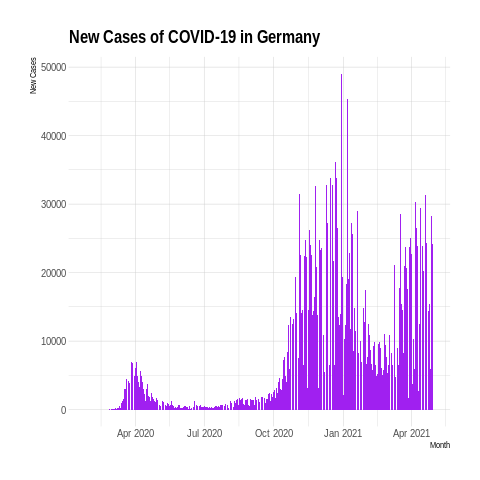 New Cases of COVID-19 in Germany
New Cases
50000
40000
30000
20000
10000
0
Apr 2020 Jul 2020 Oct 2020 Jan 2021 Apr 2021
Month